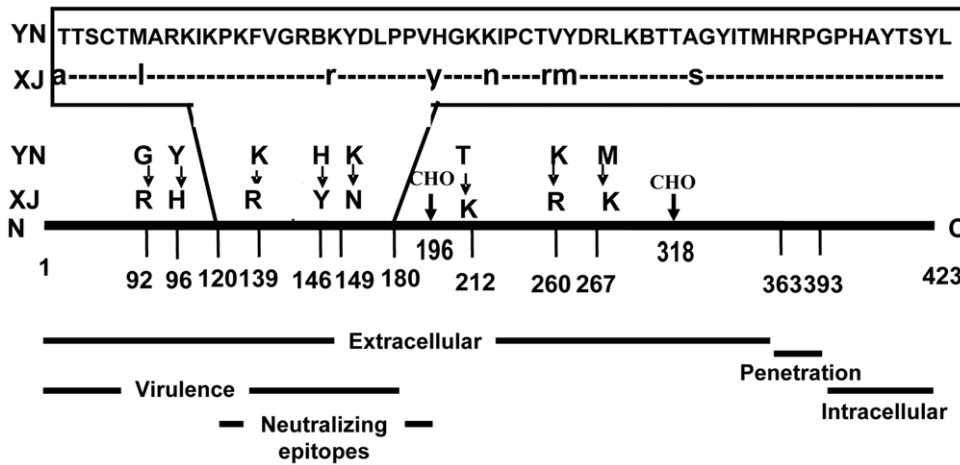 YN TTSCTMARKIKPKFVGRBKYDLPPVHGKKIPCTVYDRLKBTTAGYITMHRPGPHAYTSYL
XJ a------l----------------r--------y----n----rm----------s---------------------
YN G Y K H K T K M
CHO CHO
XJ R H R Y N K R K
N C
1 92 96 120 139 146 149 180 196 212 260 267 318 363 393 423
Extracellular
Penetration
Virulence
Intracellular
Neutralizing
epitopes